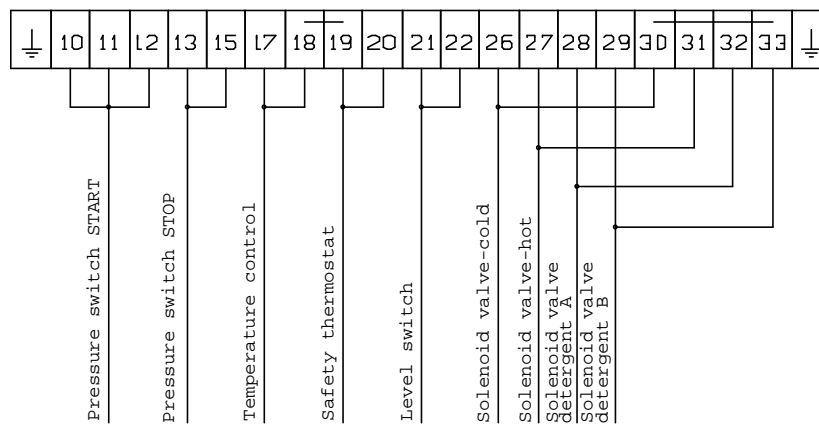 10 11 12 13 15 17 18 19 20 21 22 26 27 28 29 30 31 32 33
Pressure switch START
Pressure switch STOP
Temperature control
Safety thermostat
Level switch
Solenoid valve-cold
Solenoid valve-hot
Solenoid valve
detergent A
Solenoid valve
detergent B